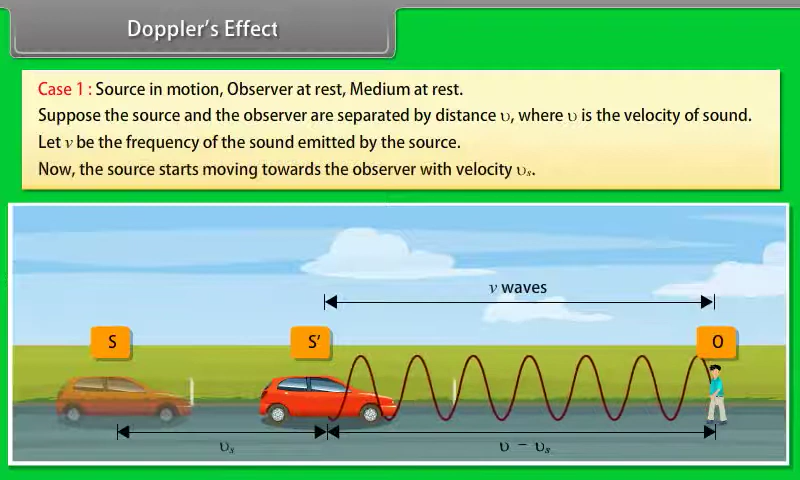 Doppler's Effect
Case 1 : Source in motion, Observer at rest, Medium at rest.
Suppose the source and the observer are separated by distance υ, where υ is the velocity of sound.
Let ν be the frequency of the sound emitted by the source.
Now, the source starts moving towards the observer with velocity υₛ.
ν waves
S
S'
O
υₛ
υ − υₛ